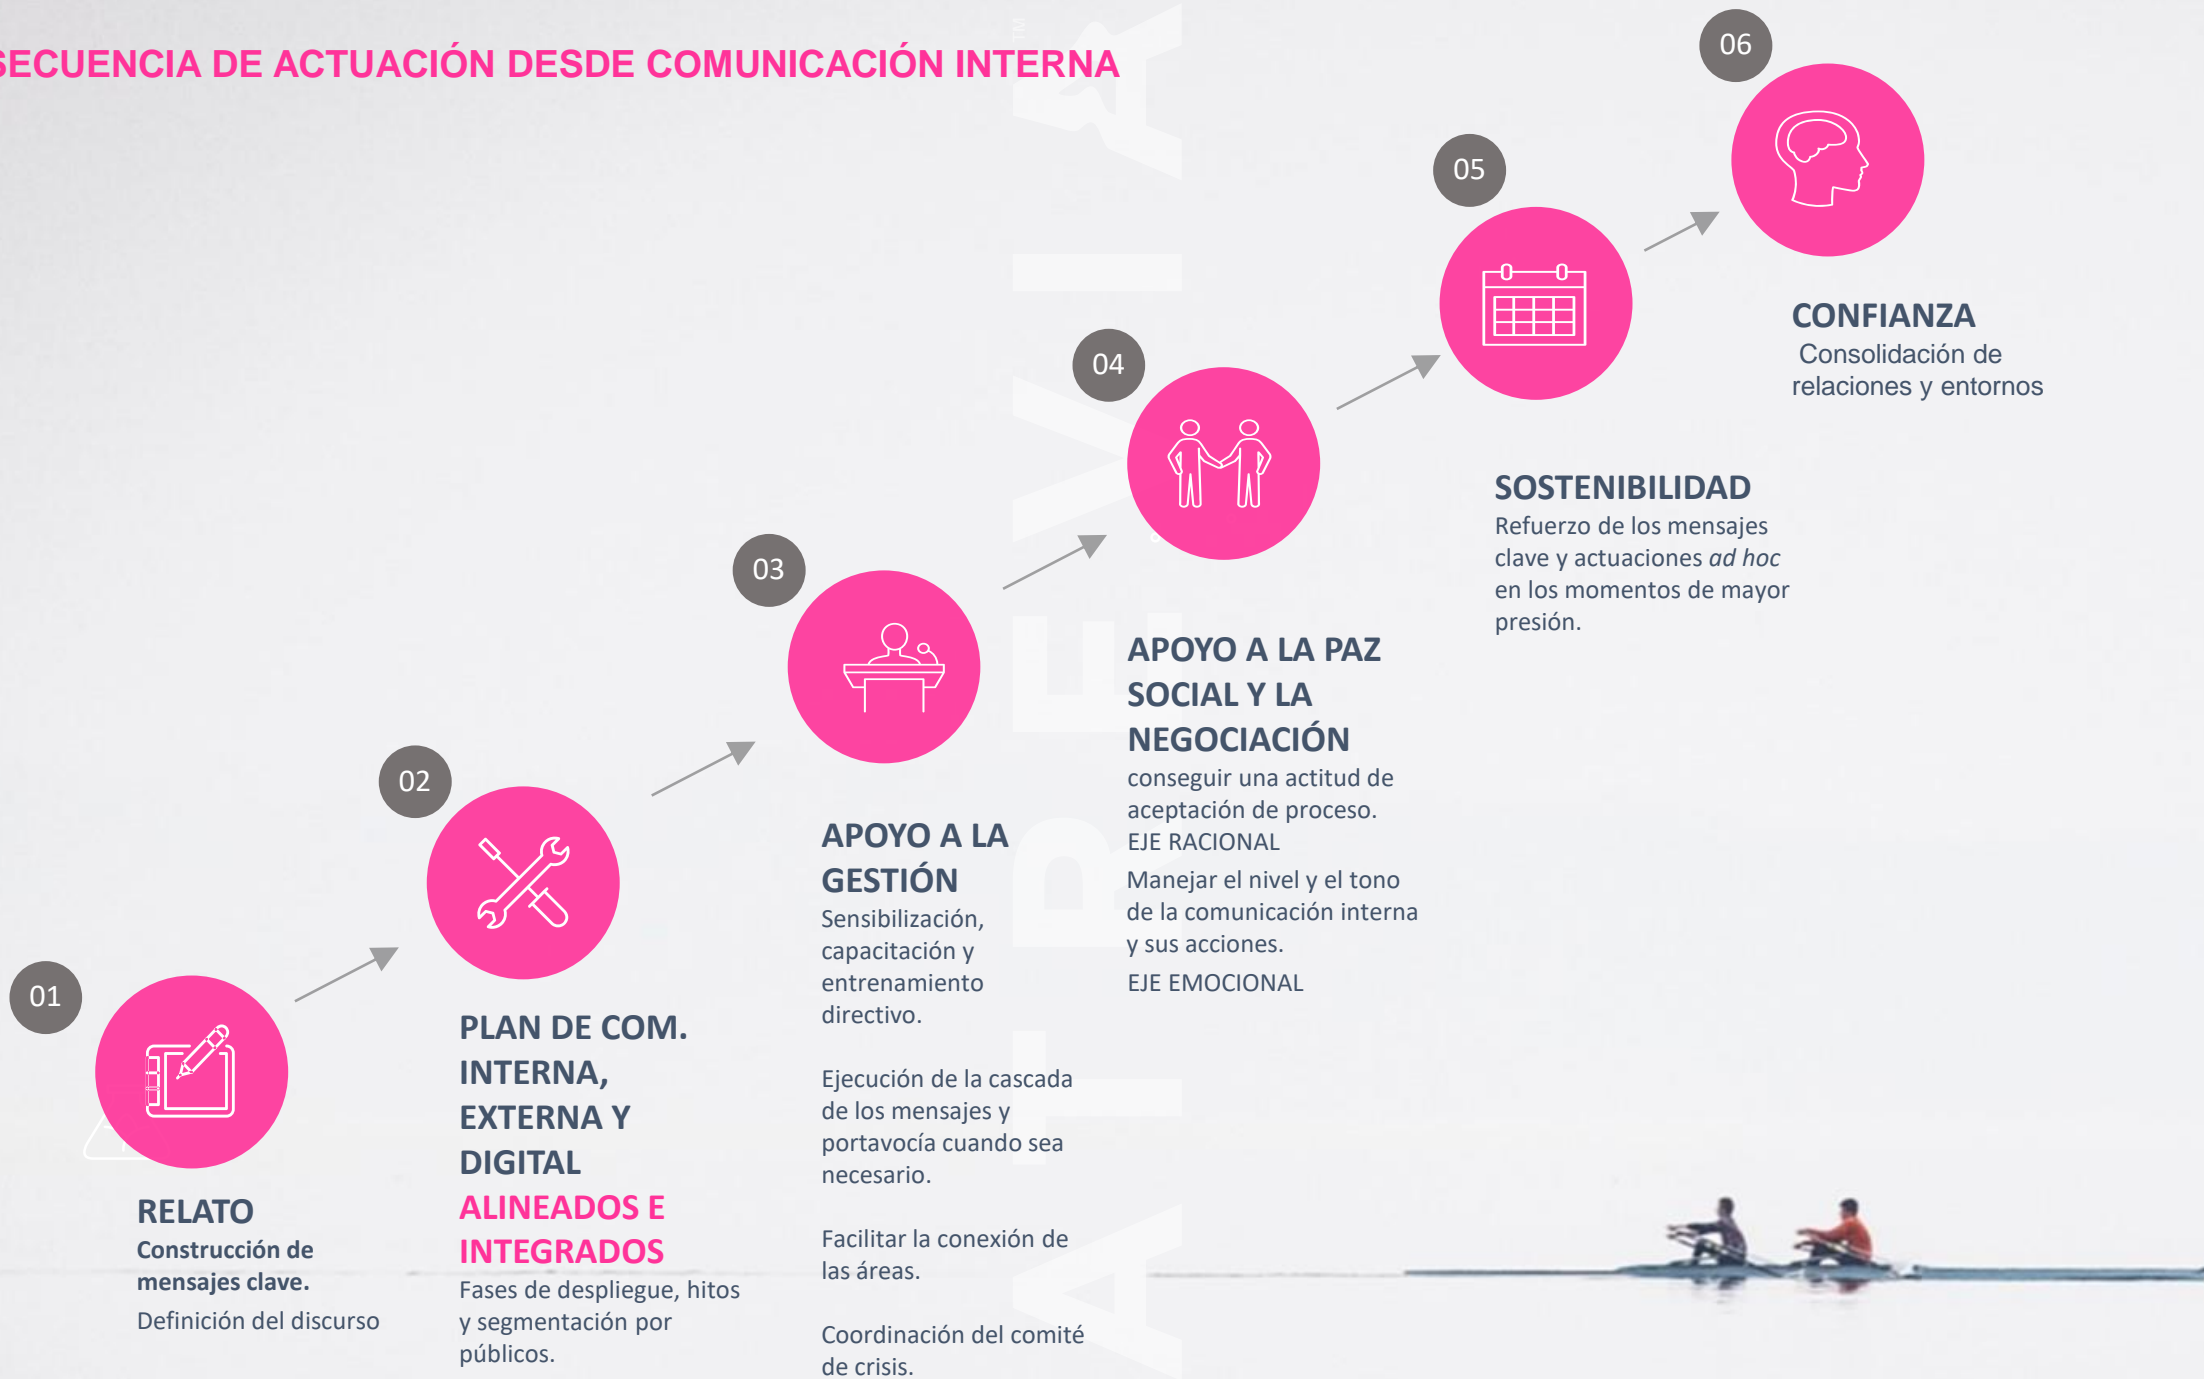 SECUENCIA DE ACTUACIÓN DESDE COMUNICACIÓN INTERNA
01
RELATO
Construcción de
mensajes clave.
Definición del discurso
02
PLAN DE COM.
INTERNA,
EXTERNA Y
DIGITAL
ALINEADOS E
INTEGRADOS
Fases de despliegue, hitos
y segmentación por
públicos.
03
APOYO A LA
GESTIÓN
Sensibilización,
capacitación y
entrenamiento
directivo.
Ejecución de la cascada
de los mensajes y
portavocía cuando sea
necesario.
Facilitar la conexión de
las áreas.
Coordinación del comité
de crisis.
04
APOYO A LA PAZ
SOCIAL Y LA
NEGOCIACIÓN
conseguir una actitud de
aceptación de proceso.
EJE RACIONAL
Manejar el nivel y el tono
de la comunicación interna
y sus acciones.
EJE EMOCIONAL
05
SOSTENIBILIDAD
Refuerzo de los mensajes
clave y actuaciones ad hoc
en los momentos de mayor
presión.
06
CONFIANZA
Consolidación de
relaciones y entornos
ATREVIA
TM